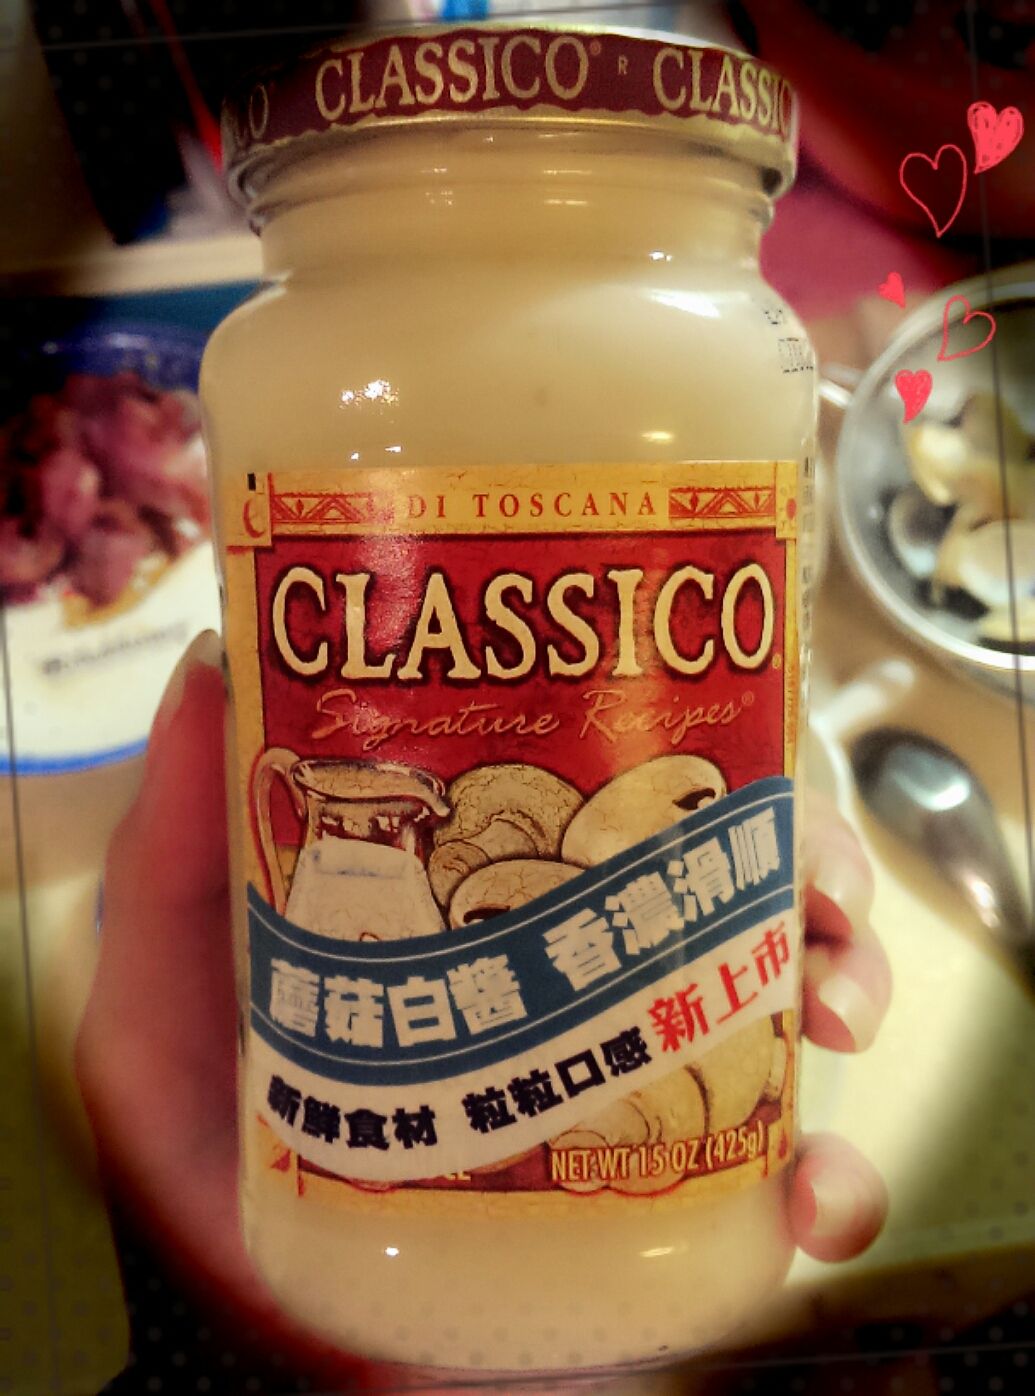 CLASSICO® R CLASSIC
DI TOSCANA
CLASSICO®
Signature Recipes®
蘑菇白醬 香濃滑順
新鮮食材 粒粒口感 新上市
NET WT 15 OZ (425g)